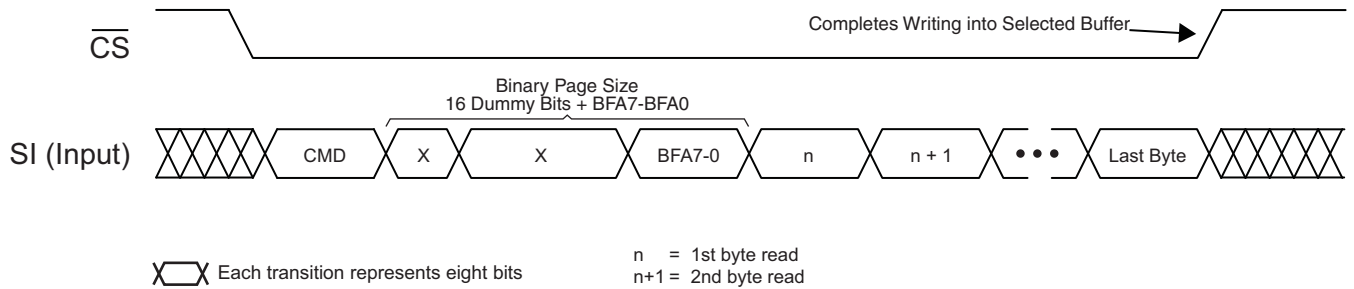 Completes Writing into Selected Buffer
CS
Binary Page Size
16 Dummy Bits + BFA7-BFA0
SI (Input)
CMD X X BFA7-0 n n + 1 ••• Last Byte
Each transition represents eight bits
n = 1st byte read
n+1 = 2nd byte read